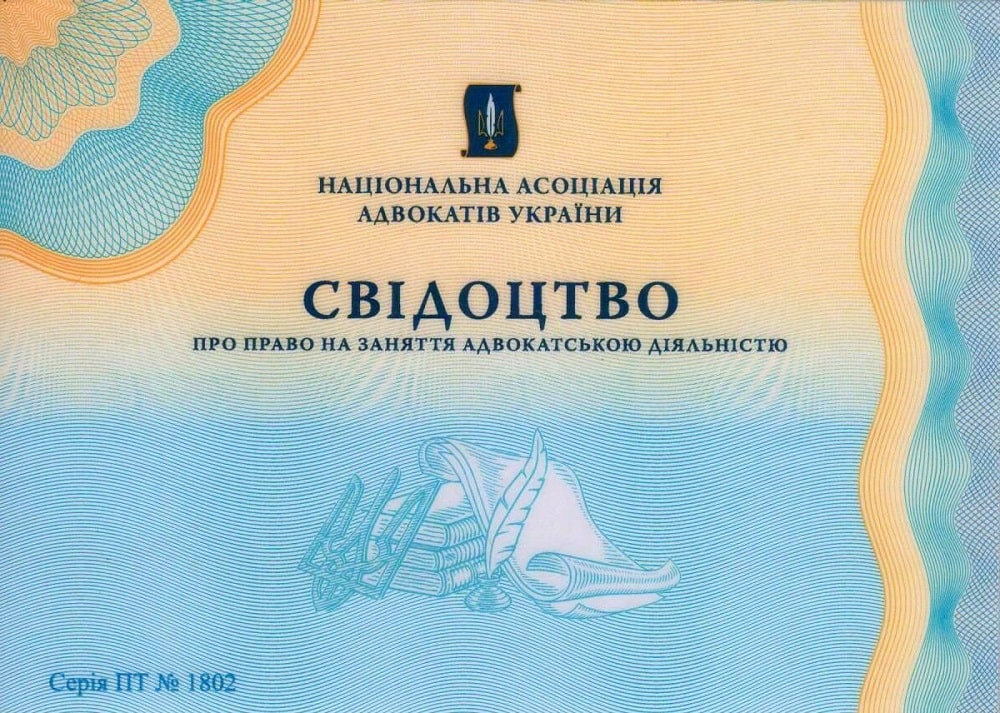 НАЦІОНАЛЬНА АСОЦІАЦІЯ
АДВОКАТІВ УКРАЇНИ
СВІДОЦТВО
ПРО ПРАВО НА ЗАНЯТТЯ АДВОКАТСЬКОЮ ДІЯЛЬНІСТЮ
Серія ПТ № 1802